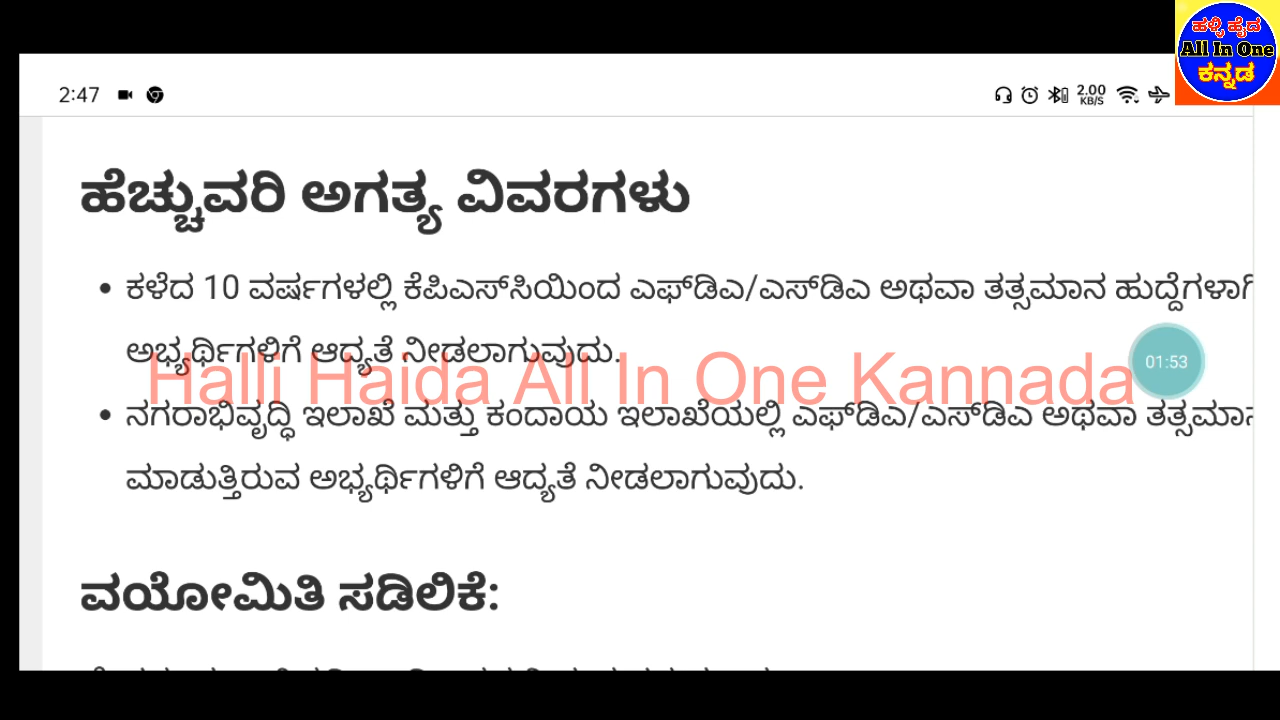 ಹಳ್ಳಿ ಹೈದ
All In One
ಕನ್ನಡ
2:47
2.00
KB/S
ಹೆಚ್ಚುವರಿ ಅಗತ್ಯ ವಿವರಗಳು
• ಕಳೆದ 10 ವರ್ಷಗಳಲ್ಲಿ ಕೆಪಿಎಸ್‌ಸಿಯಿಂದ ಎಫ್‌ಡಿಎ/ಎಸ್‌ಡಿಎ ಅಥವಾ ತತ್ಸಮಾನ ಹುದ್ದೆಗಳಾಗಿ
ಅಭ್ಯರ್ಥಿಗಳಿಗೆ ಆದ್ಯತೆ ನೀಡಲಾಗುವುದು.
01:53
Halli Haida All In One Kannada
• ನಗರಾಭಿವೃದ್ಧಿ ಇಲಾಖೆ ಮತ್ತು ಕಂದಾಯ ಇಲಾಖೆಯಲ್ಲಿ ಎಫ್‌ಡಿಎ/ಎಸ್‌ಡಿಎ ಅಥವಾ ತತ್ಸಮಾನ
ಮಾಡುತ್ತಿರುವ ಅಭ್ಯರ್ಥಿಗಳಿಗೆ ಆದ್ಯತೆ ನೀಡಲಾಗುವುದು.
ವಯೋಮಿತಿ ಸಡಿಲಿಕೆ: